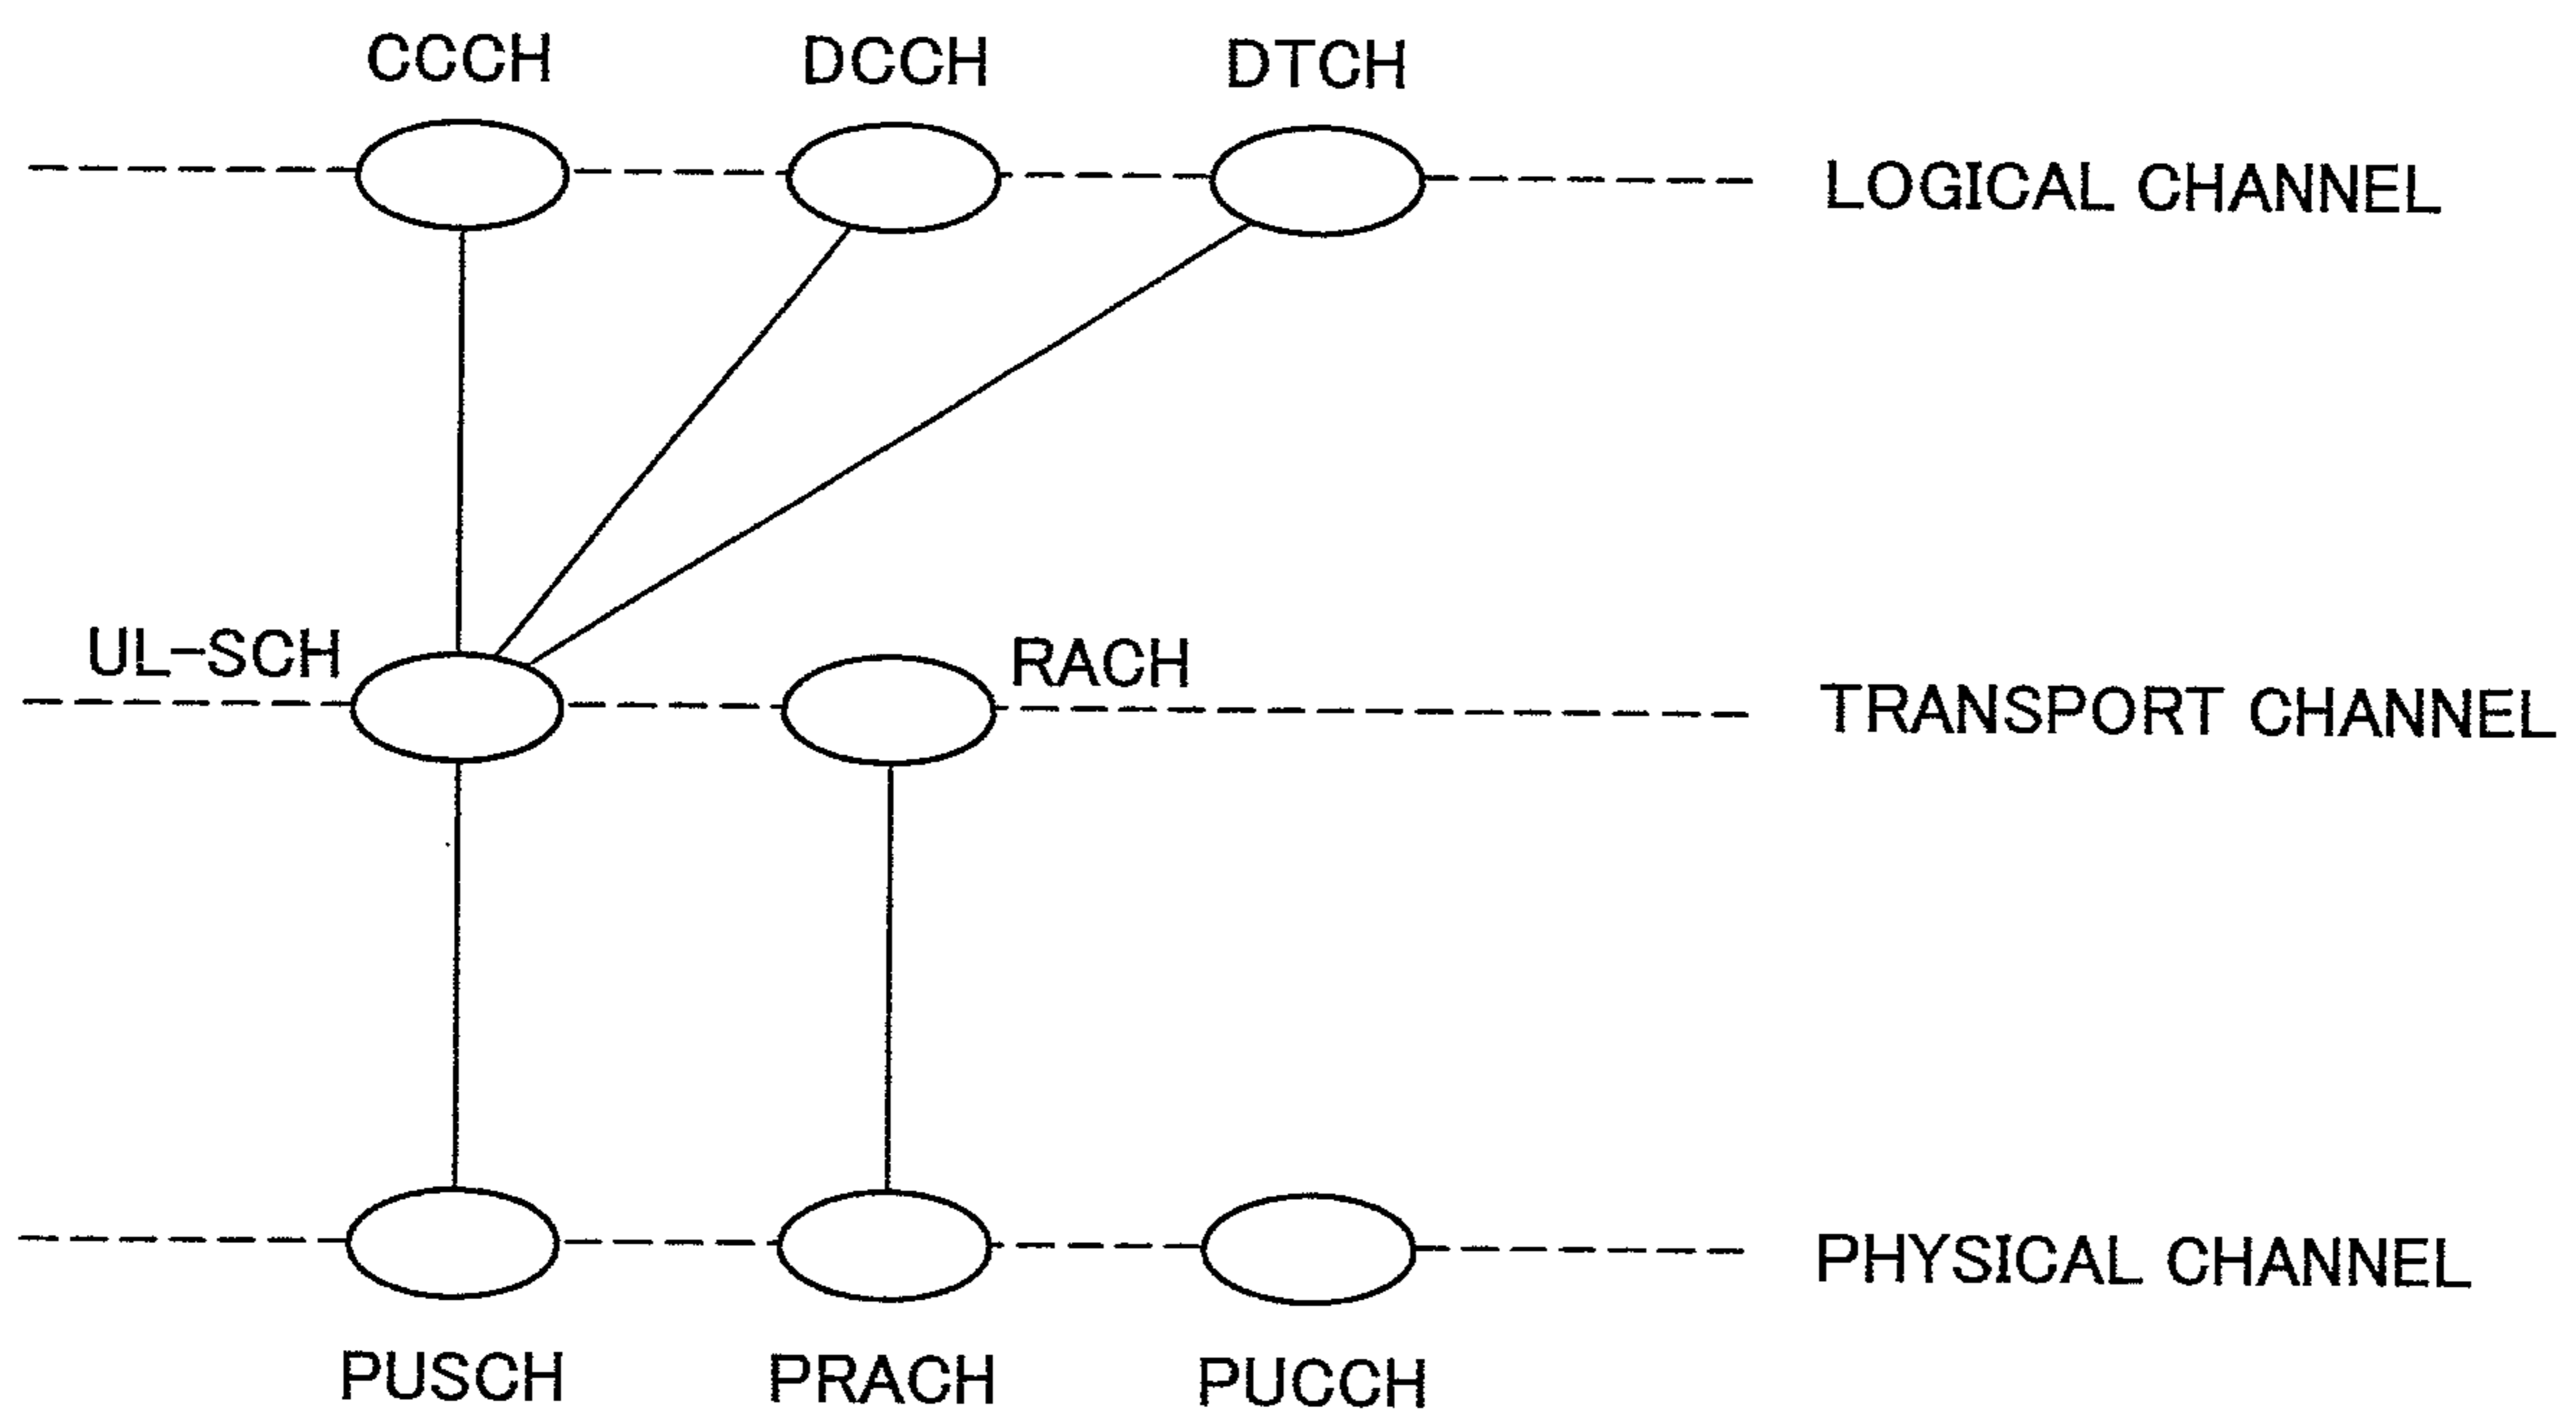 CCCH
DCCH
DTCH
LOGICAL CHANNEL
UL-SCH
RACH
TRANSPORT CHANNEL
PHYSICAL CHANNEL
PUSCH
PRACH
PUCCH